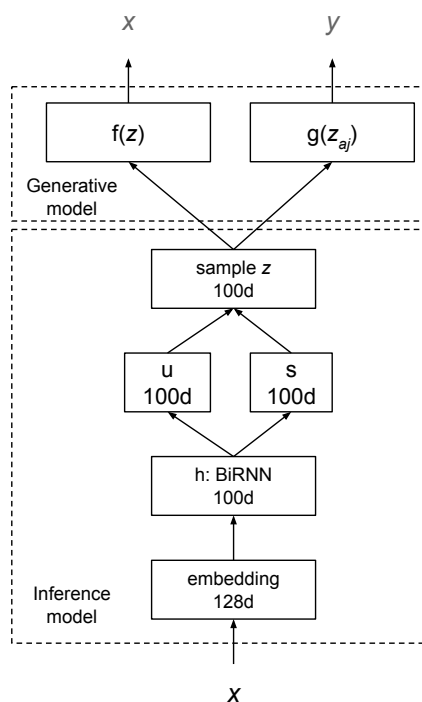 x y
f(z) g(z_aj)
Generative
model
sample z
100d
u s
100d 100d
h: BiRNN
100d
embedding
128d
Inference
model
x